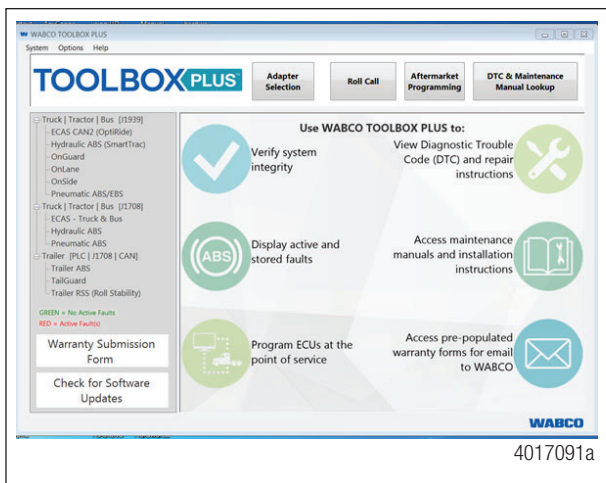 WABCO TOOLBOX PLUS
System Options Help
TOOLBOX PLUS™
Adapter
Selection
Roll Call
Aftermarket
Programming
DTC & Maintenance
Manual Lookup
Truck | Tractor | Bus [J1939]
ECAS CAN2 (OptiRide)
Hydraulic ABS (SmartTrac)
OnGuard
OnLane
OnSide
Pneumatic ABS/EBS
Truck | Tractor | Bus [J1708]
ECAS - Truck & Bus
Hydraulic ABS
Pneumatic ABS
Trailer [PLC | J1708 | CAN]
Trailer ABS
TailGuard
Trailer RSS (Roll Stability)
GREEN = No Active Faults
RED = Active Fault(s)
Warranty Submission
Form
Check for Software
Updates
Use WABCO TOOLBOX PLUS to:
Verify system
integrity
View Diagnostic Trouble
Code (DTC) and repair
instructions
ABS
Display active and
stored faults
Access maintenance
manuals and installation
instructions
Program ECUs at the
point of service
Access pre-populated
warranty forms for email
to WABCO
WABCO
4017091a